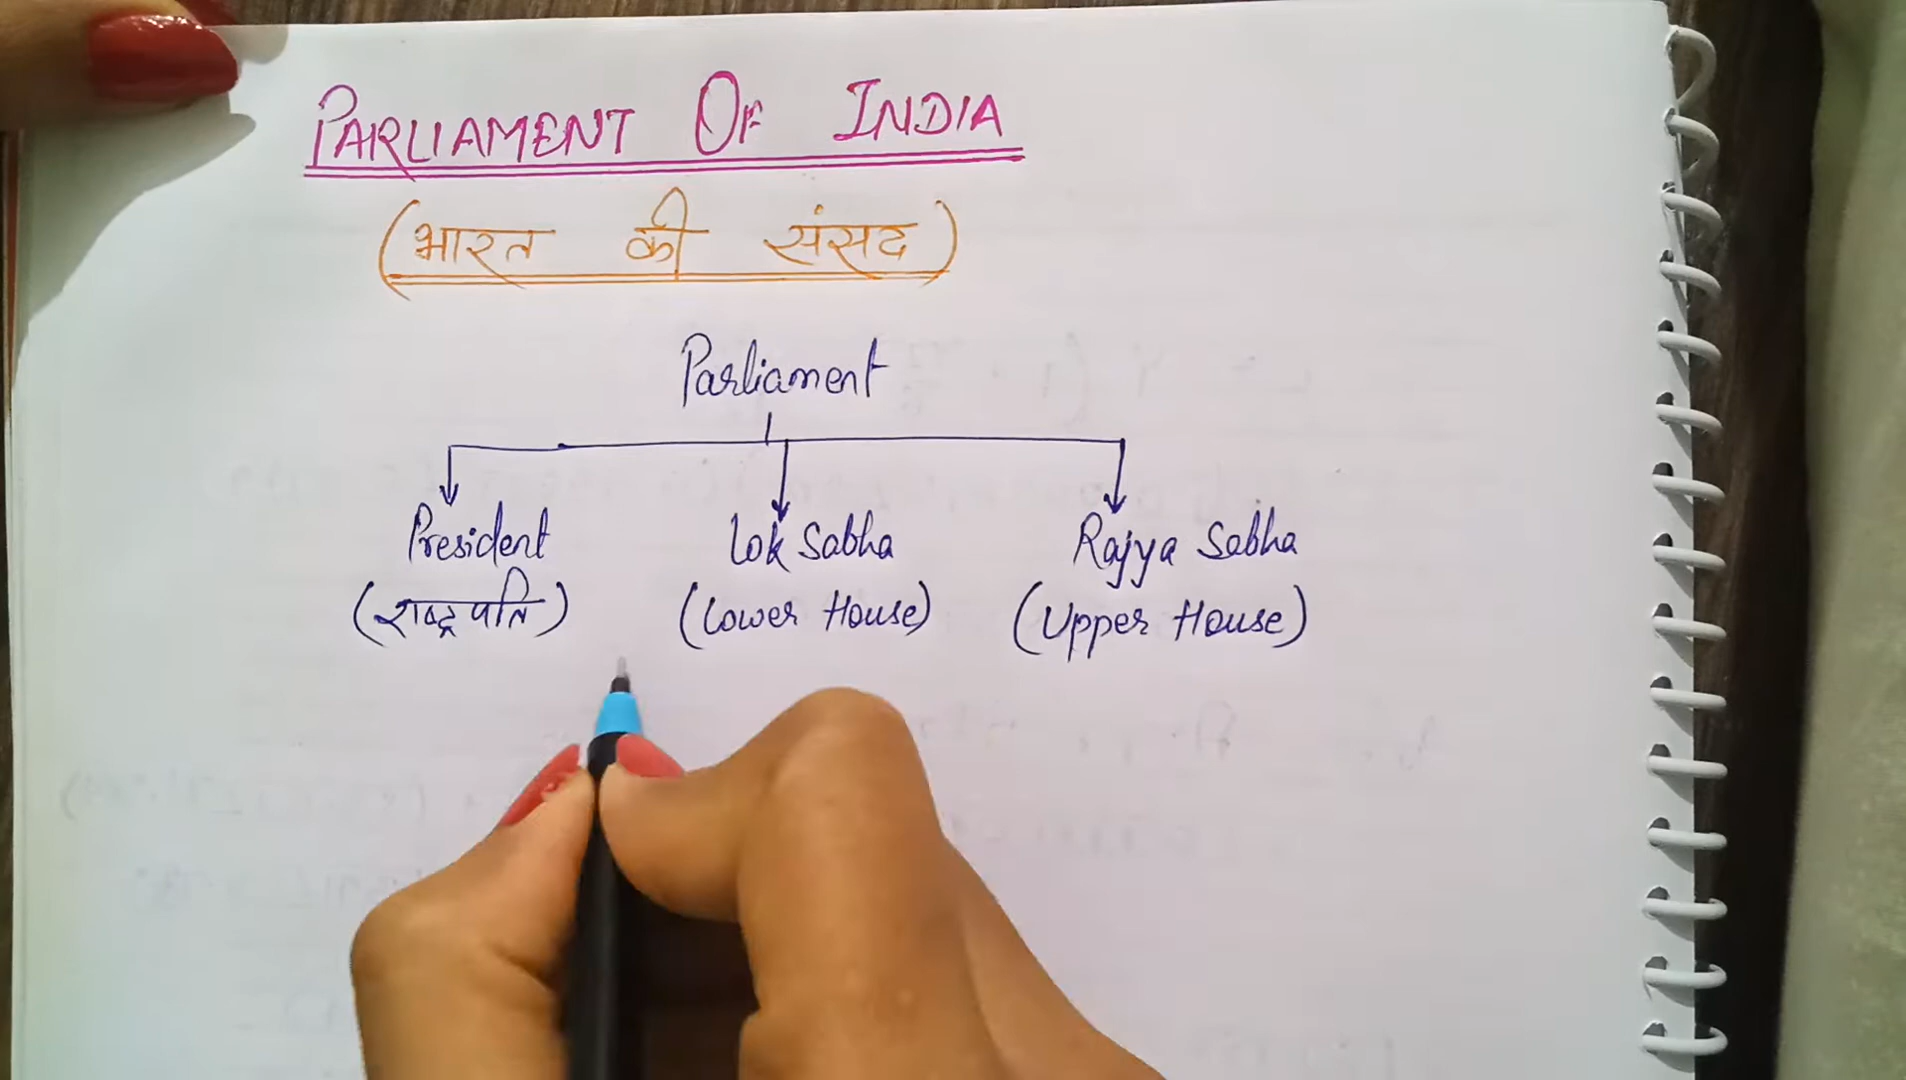 PARLIAMENT OF INDIA
(भारत की संसद)
Parliament
President Lok Sabha Rajya Sabha
(राष्ट्रपति) (Lower House) (Upper House)